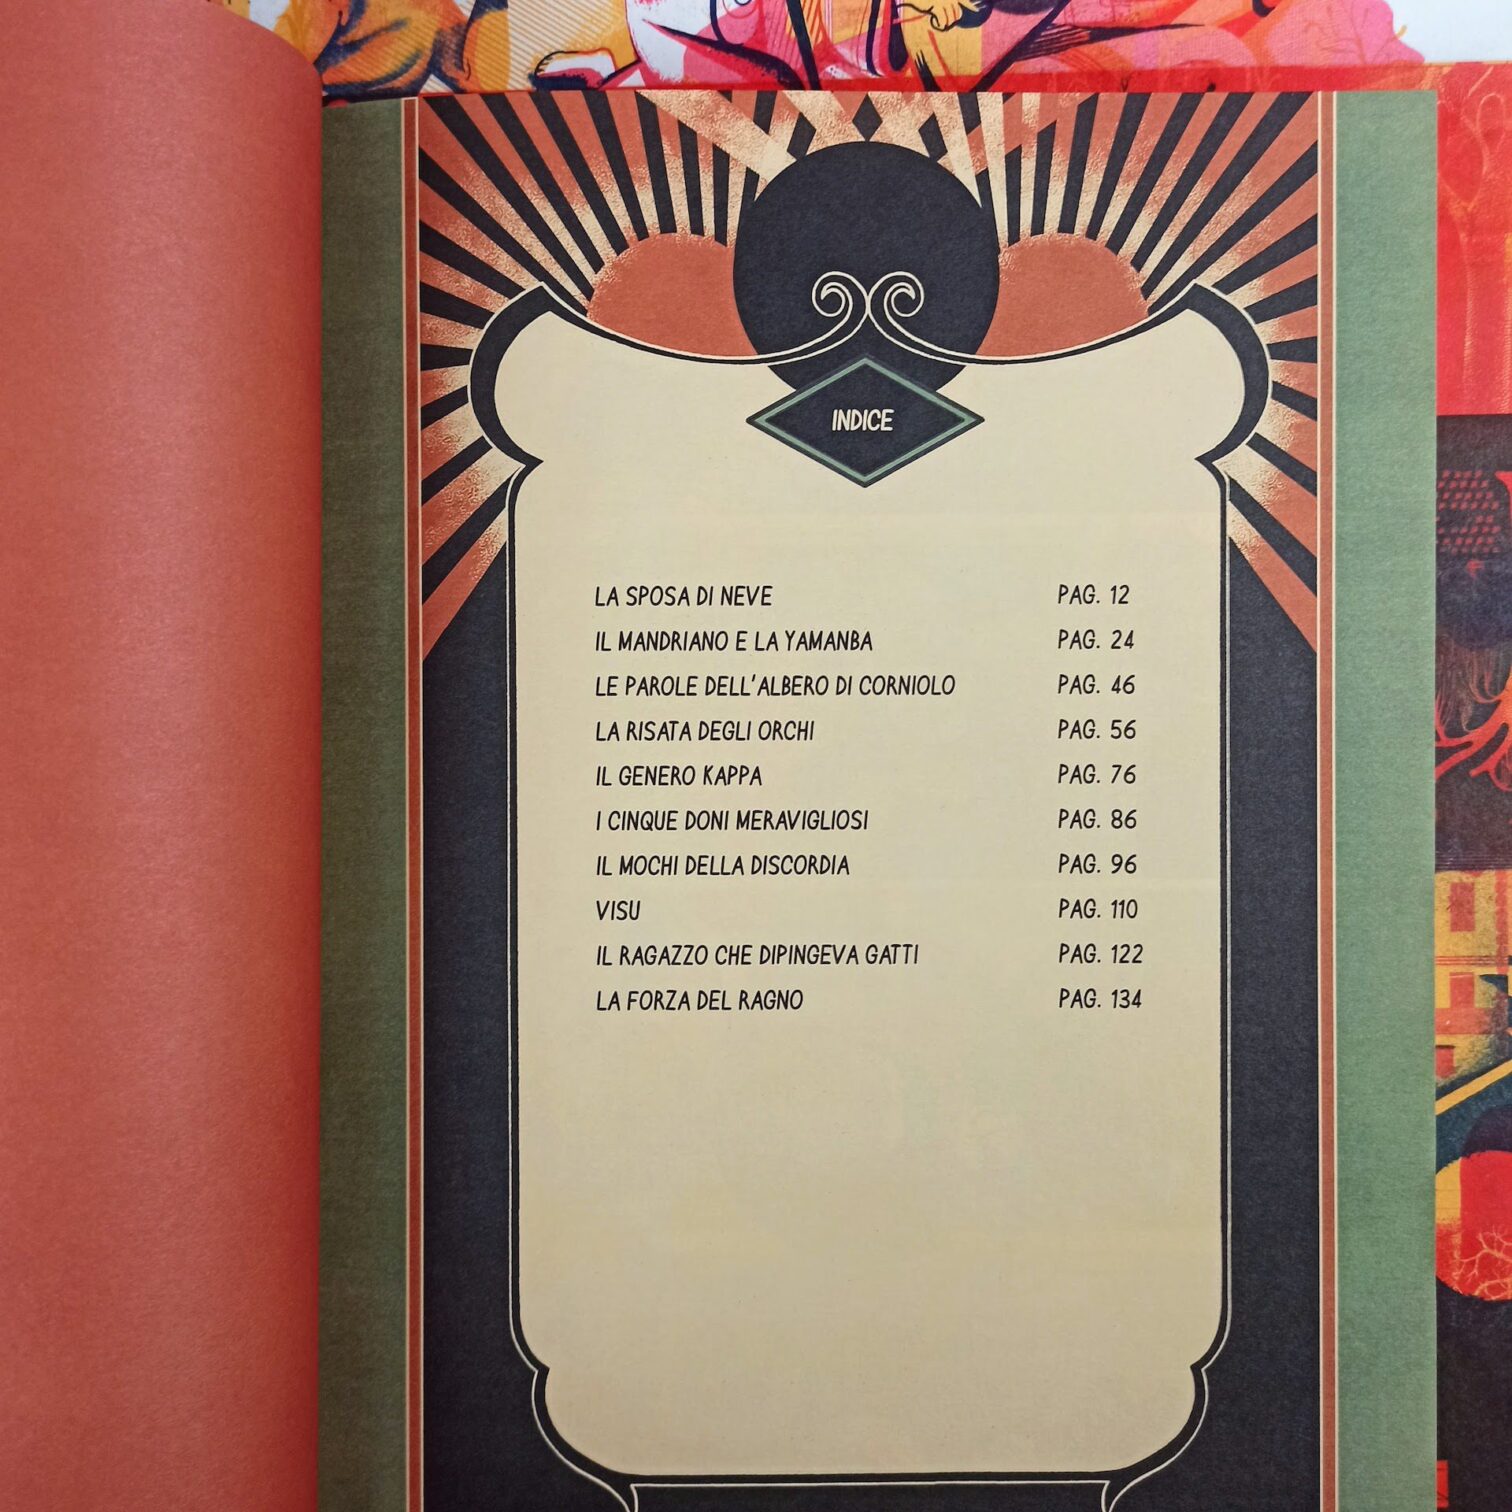 INDICE
LA SPOSA DI NEVE PAG. 12
IL MANDRIANO E LA YAMANBA PAG. 24
LE PAROLE DELL'ALBERO DI CORNIOLO PAG. 46
LA RISATA DEGLI ORCHI PAG. 56
IL GENERO KAPPA PAG. 76
I CINQUE DONI MERAVIGLIOSI PAG. 86
IL MOCHI DELLA DISCORDIA PAG. 96
VISU PAG. 110
IL RAGAZZO CHE DIPINGEVA GATTI PAG. 122
LA FORZA DEL RAGNO PAG. 134